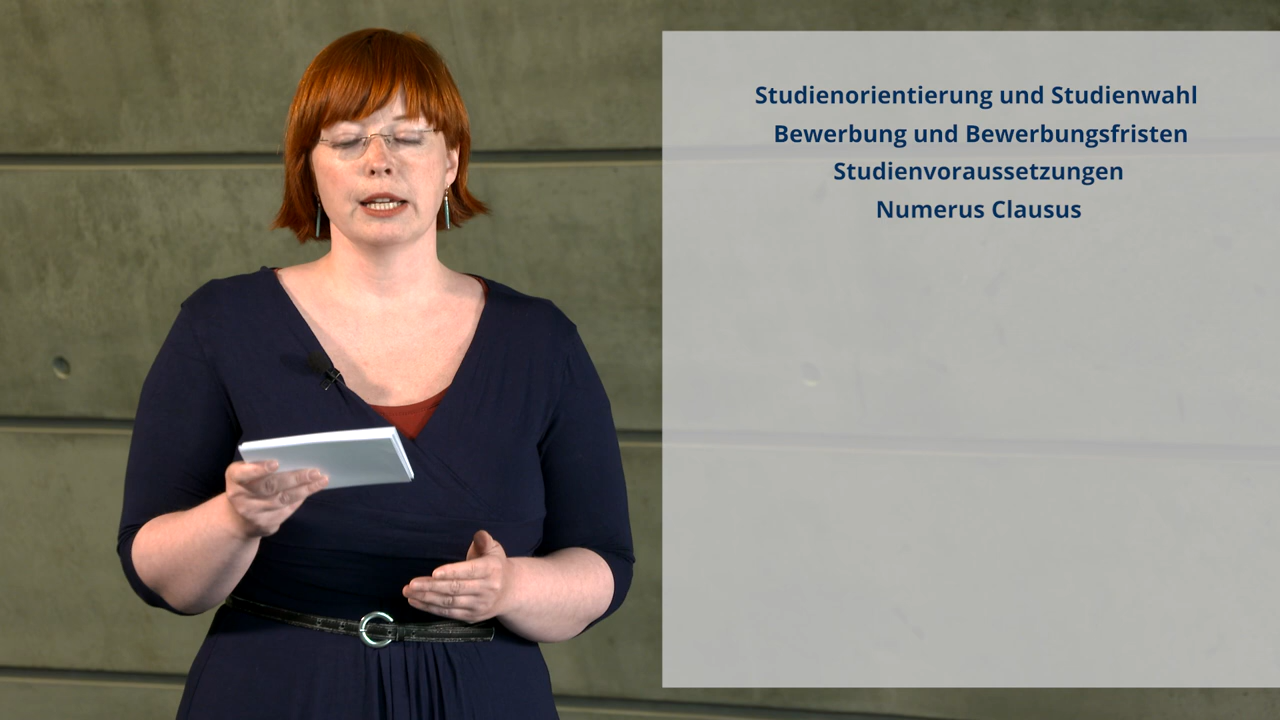 Studienorientierung und Studienwahl
Bewerbung und Bewerbungsfristen
Studienvoraussetzungen
Numerus Clausus